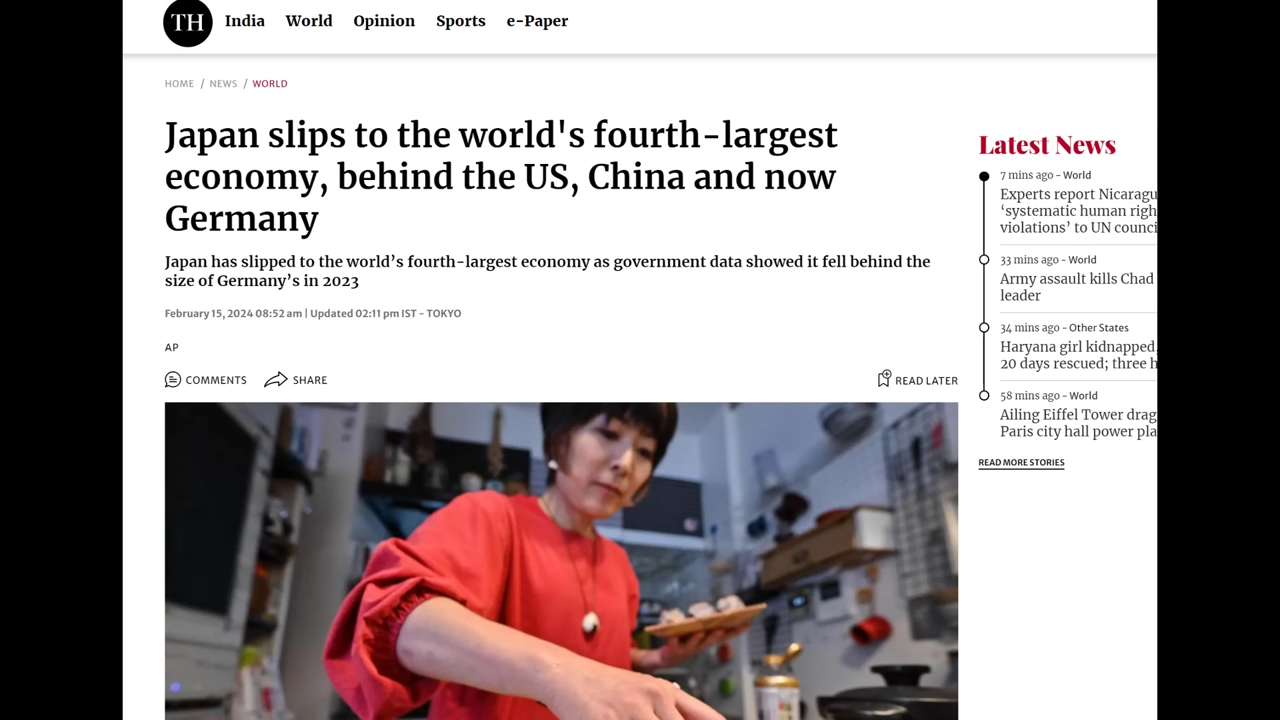 TH
India World Opinion Sports e-Paper
HOME / NEWS / WORLD
Japan slips to the world's fourth-largest
economy, behind the US, China and now
Germany
Japan has slipped to the world’s fourth-largest economy as government data showed it fell behind the
size of Germany’s in 2023
February 15, 2024 08:52 am | Updated 02:11 pm IST - TOKYO
AP
COMMENTS SHARE READ LATER
Latest News
7 mins ago - World
Experts report
‘systematic human
violations’ to UN
33 mins ago - World
Army assault kills Chad
leader
34 mins ago - Other States
Haryana girl kidnapped,
20 days rescued; three
58 mins ago - World
Ailing Eiffel Tower
Paris city hall power
READ MORE STORIES